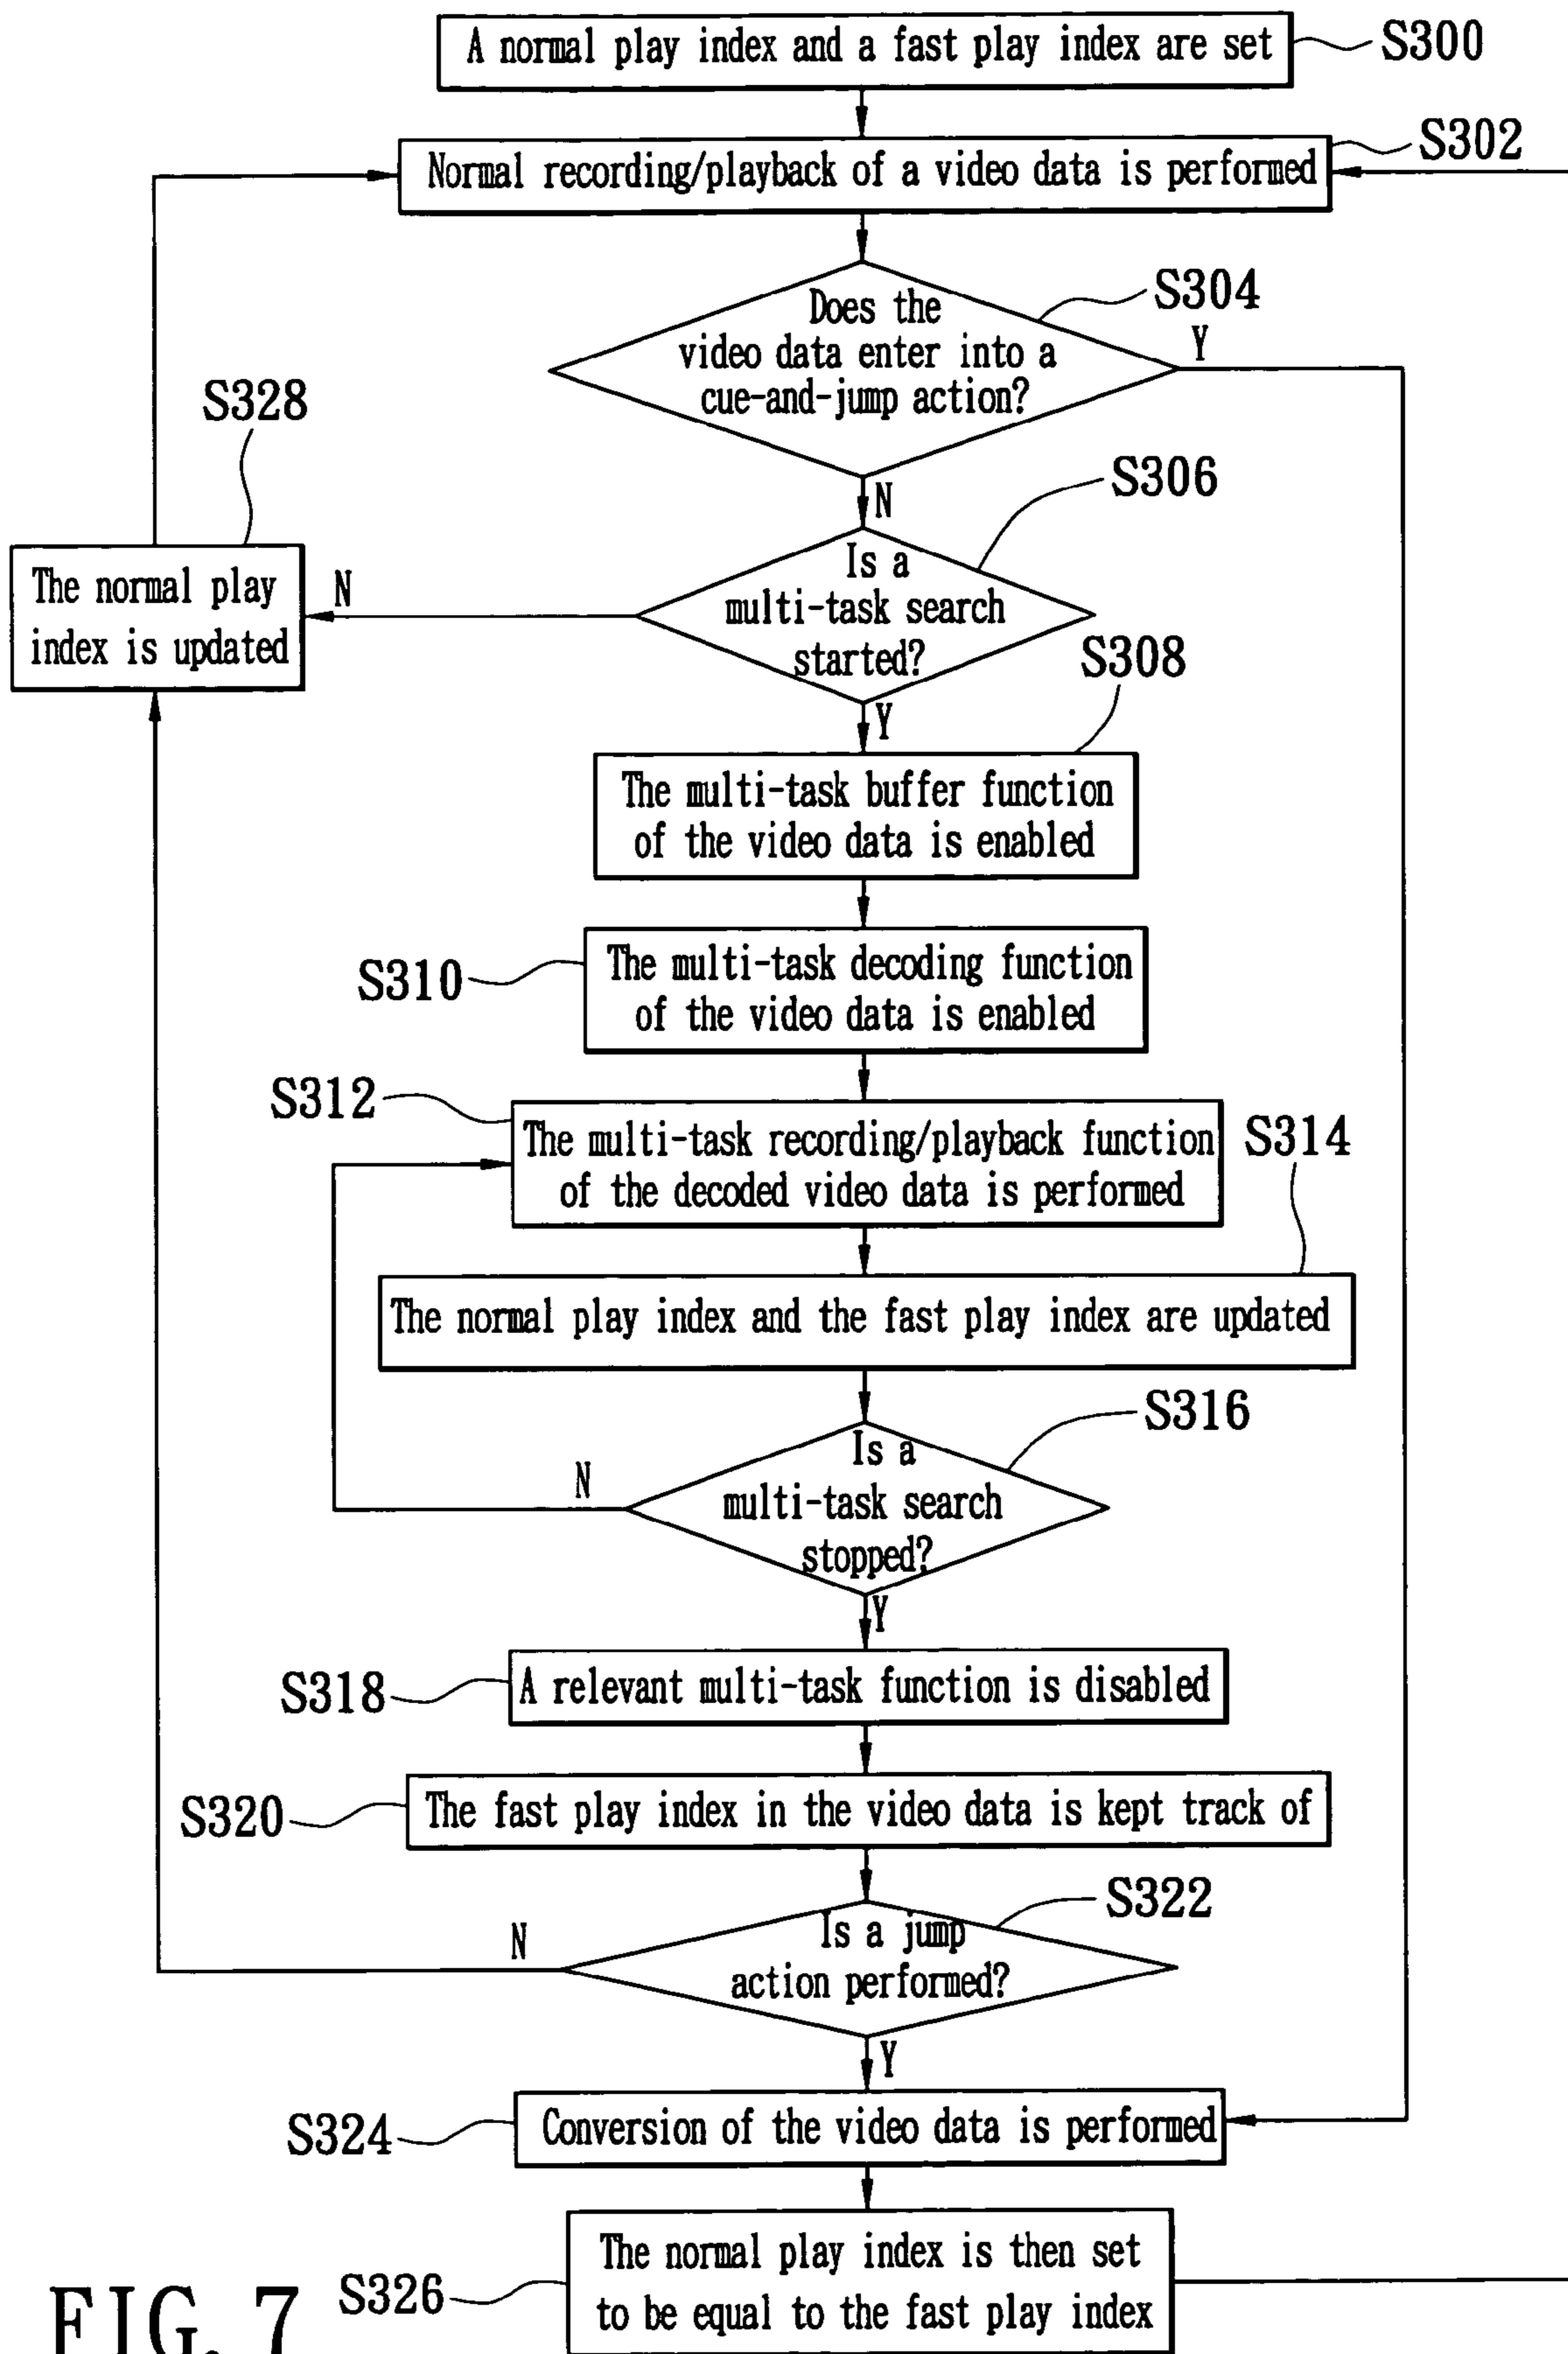 A normal play index and a fast play index are set
S300
Normal recording/playback of a video data is performed
S302
Does the
video data enter into a
cue-and-jump action?
S304
Y
N
S328
The normal play
index is updated
N
S306
Is a
multi-task search
started?
Y
S308
The multi-task buffer function
of the video data is enabled
S310
The multi-task decoding function
of the video data is enabled
S312
The multi-task recording/playback function
of the decoded video data is performed
S314
The normal play index and the fast play index are updated
S316
Is a
multi-task search
stopped?
N
Y
S318
A relevant multi-task function is disabled
S320
The fast play index in the video data is kept track of
S322
Is a jump
action performed?
N
Y
S324
Conversion of the video data is performed
S326
The normal play index is then set
to be equal to the fast play index
FIG. 7